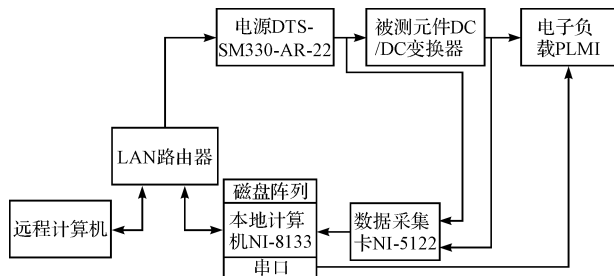 电源DTS-
SM330-AR-22
被测元件DC
/DC变换器
电子负
载PLMI
LAN路由器
远程计算机
磁盘阵列
本地计算
机NI-8133
串口
数据采集
卡NI-5122